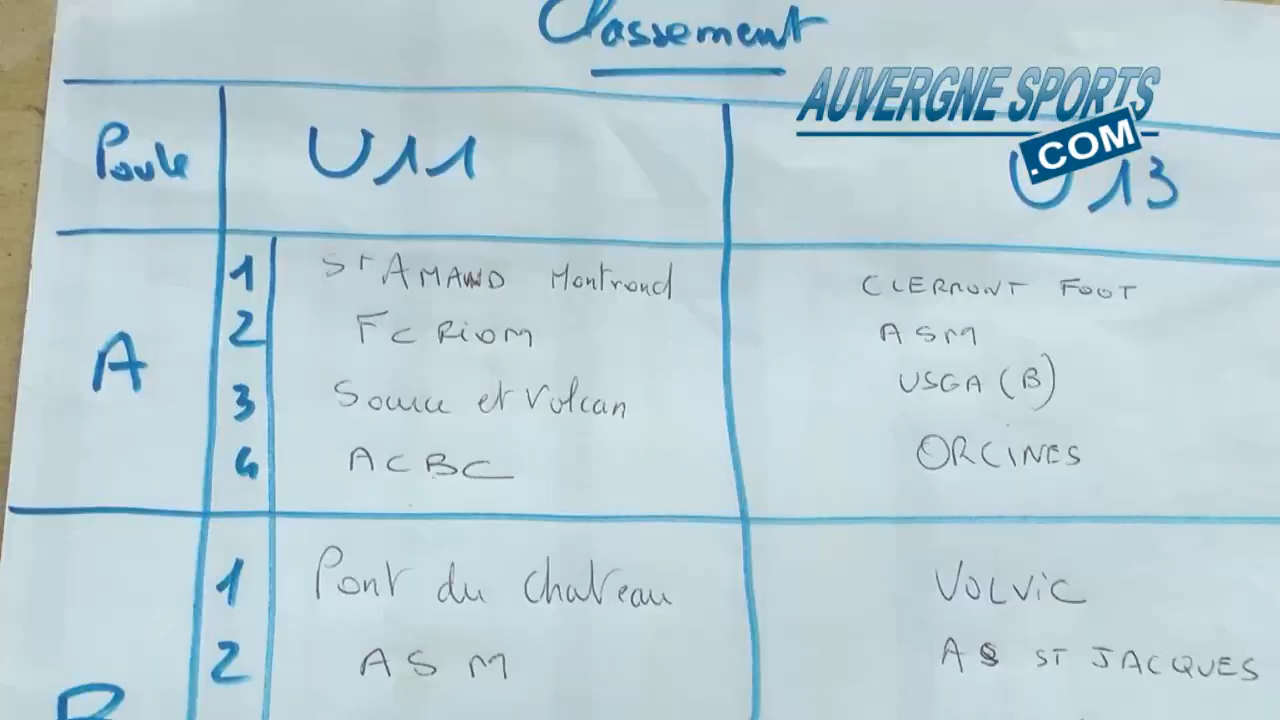 Classement
AUVERGNE SPORTS
.COM
Poule U11 U13
1 St AMAND Montrond CLERMONT FOOT
2 FC RIOM ASM
A
3 Source et Volcan USGA (B)
4 ACBC ORCINES
1 Pont du chateau VOLVIC
2 ASM AS ST JACQUES
B